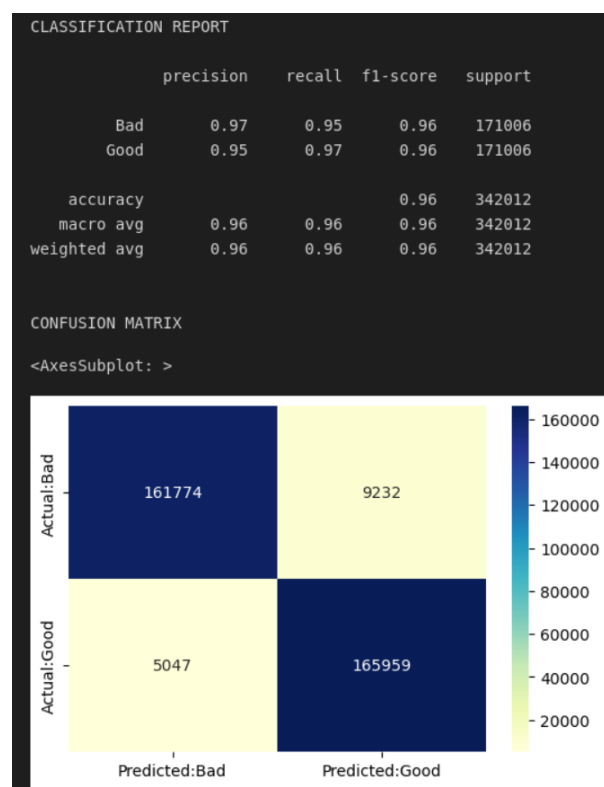 CLASSIFICATION REPORT
precision recall f1-score support
Bad 0.97 0.95 0.96 171006
Good 0.95 0.97 0.96 171006
accuracy 0.96 342012
macro avg 0.96 0.96 0.96 342012
weighted avg 0.96 0.96 0.96 342012
CONFUSION MATRIX
<AxesSubplot: >
Actual:Bad
161774 9232
Actual:Good
5047 165959
Predicted:Bad Predicted:Good
160000
140000
120000
100000
80000
60000
40000
20000